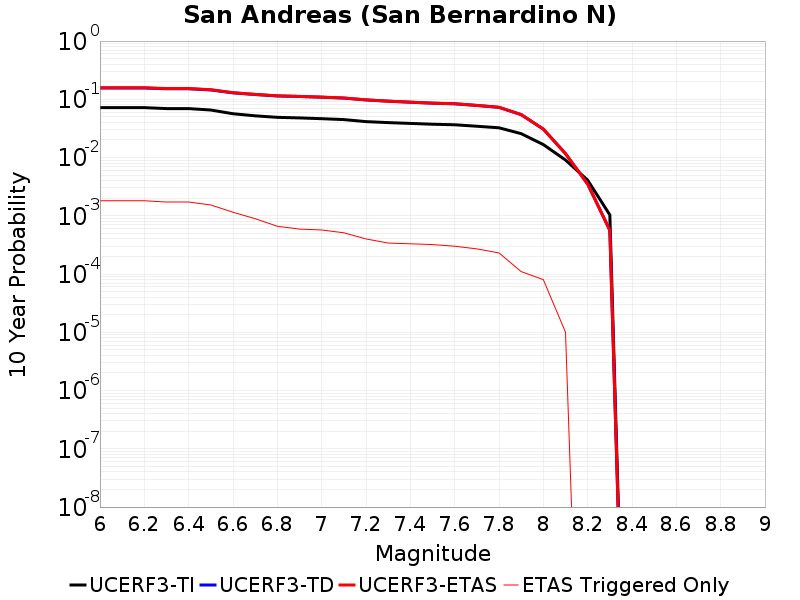 San Andreas (San Bernardino N)
10 Year Probability
10^0
10^-1
10^-2
10^-3
10^-4
10^-5
10^-6
10^-7
10^-8
6 6.2 6.4 6.6 6.8 7 7.2 7.4 7.6 7.8 8 8.2 8.4 8.6 8.8 9
Magnitude
UCERF3-TI UCERF3-TD UCERF3-ETAS ETAS Triggered Only